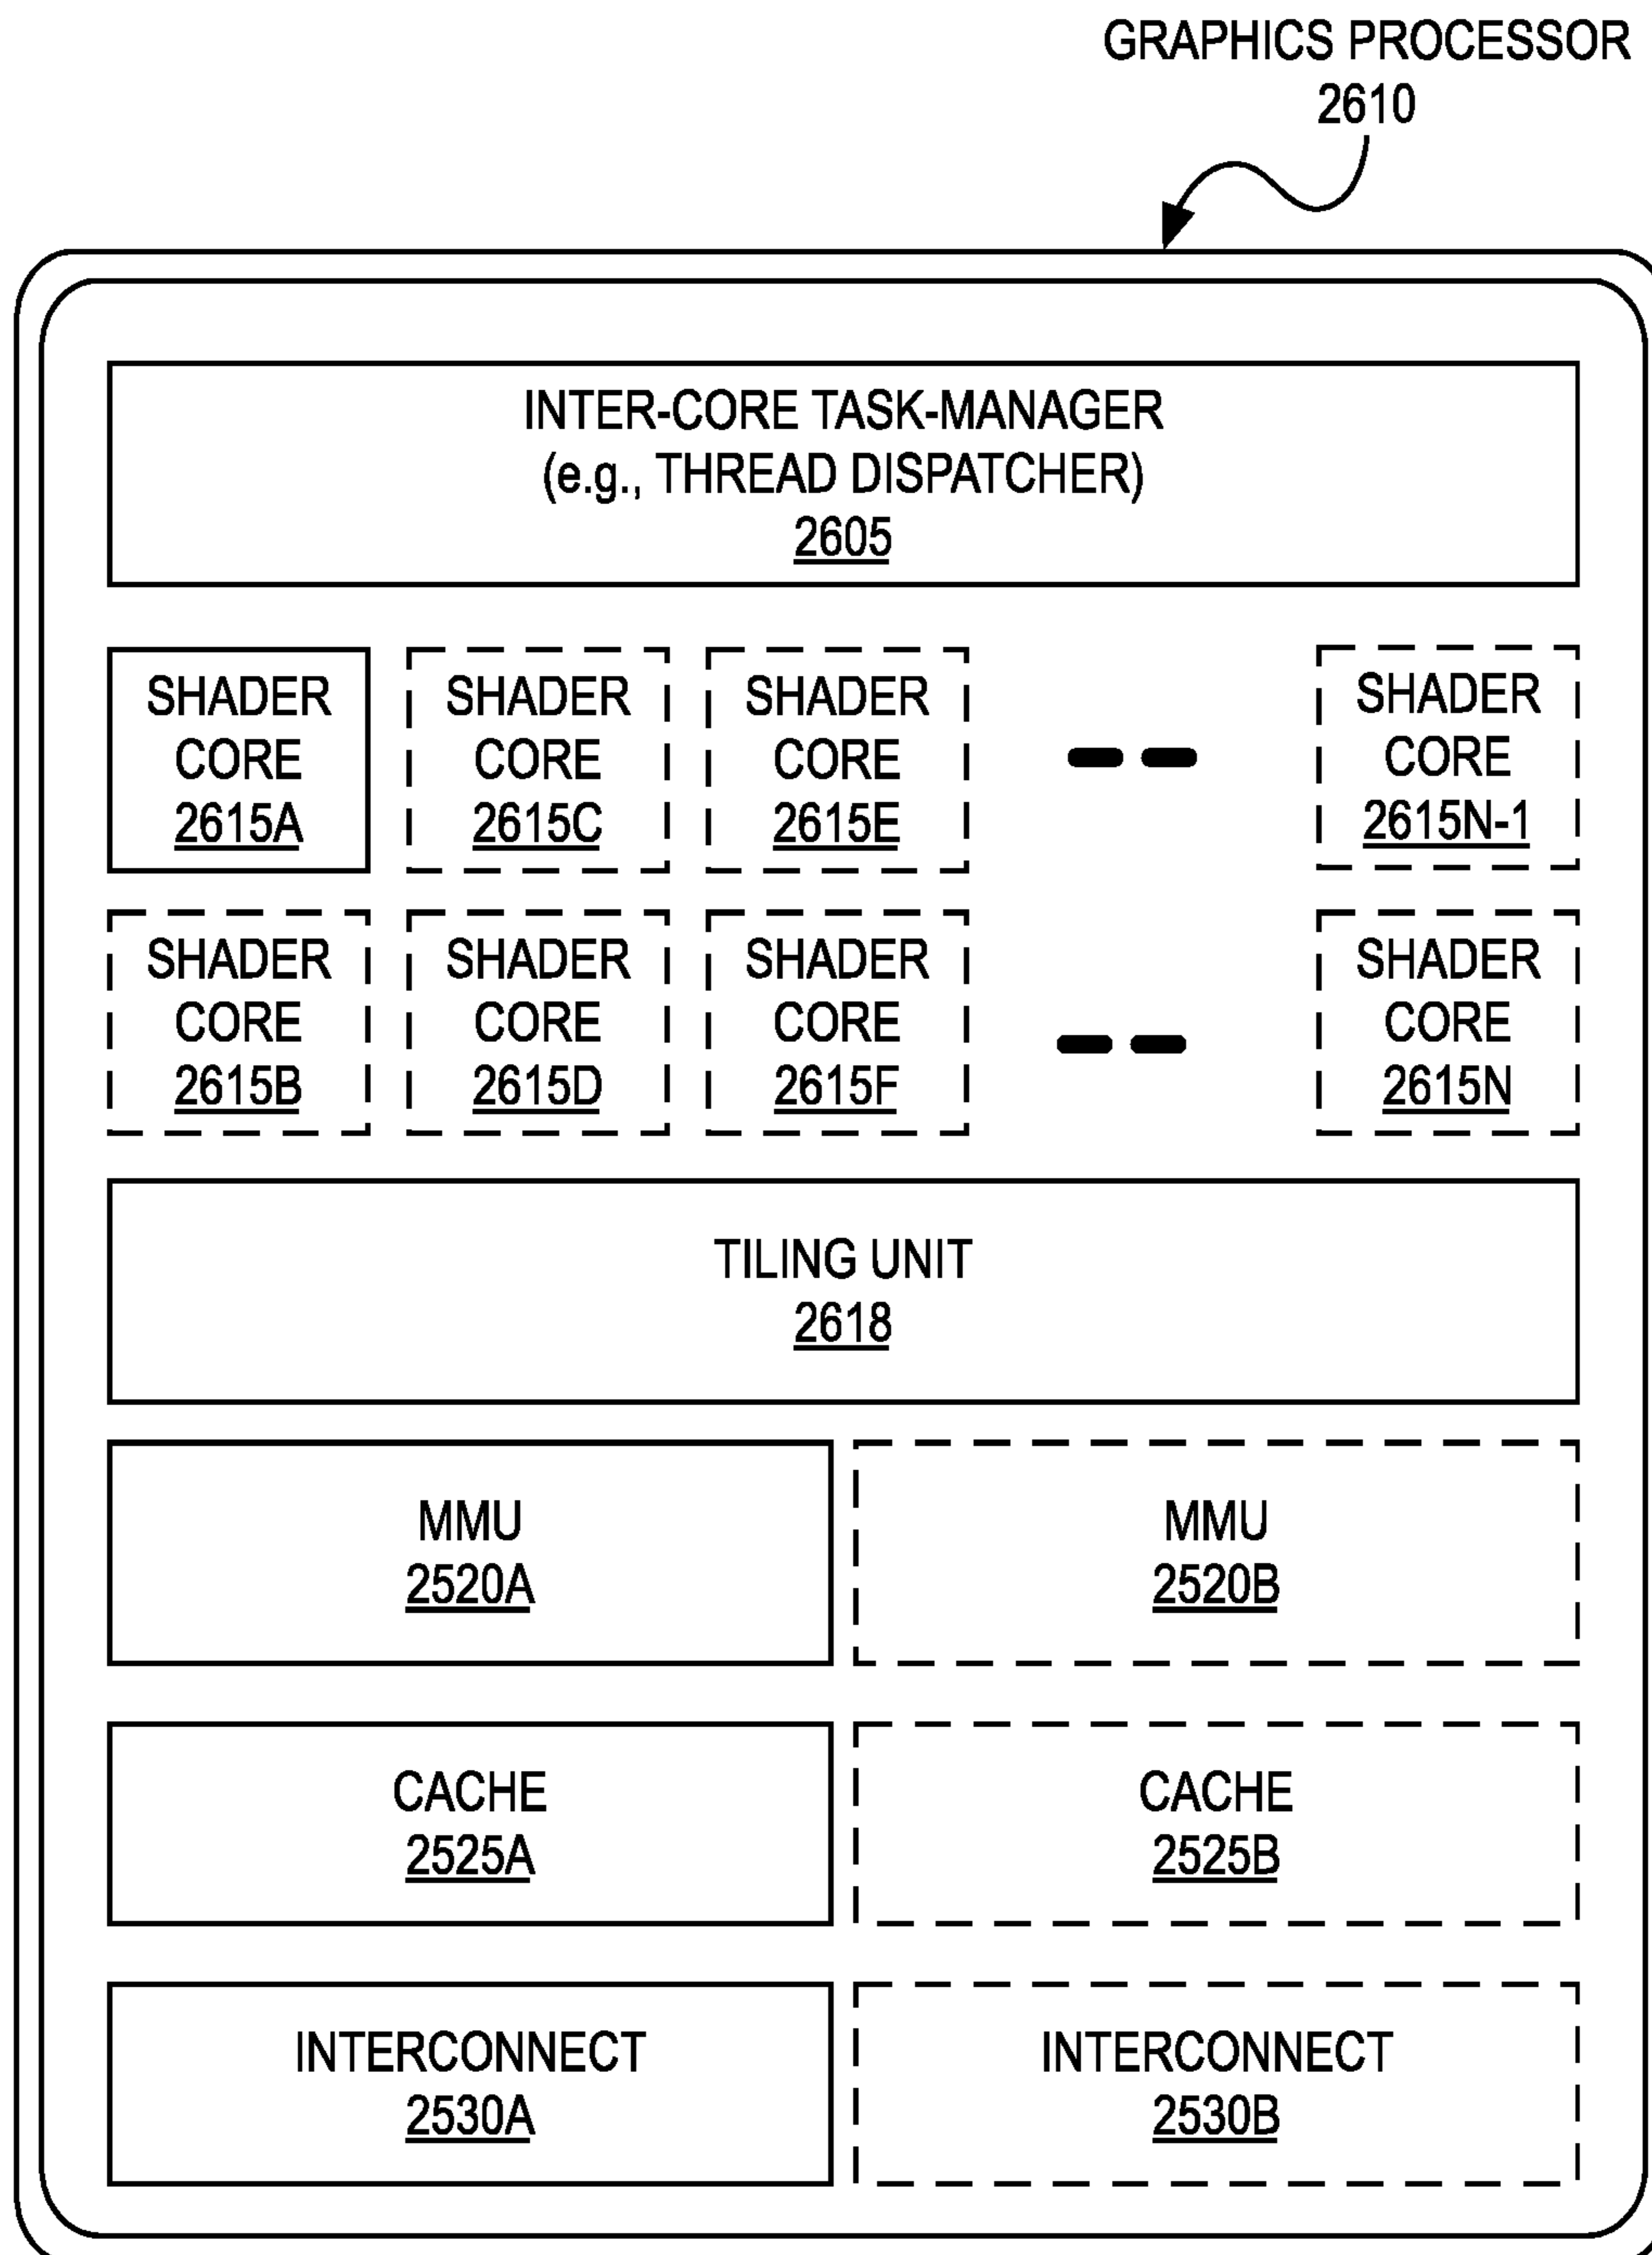 GRAPHICS PROCESSOR
2610
INTER-CORE TASK-MANAGER
(e.g., THREAD DISPATCHER)
2605
SHADER
CORE
2615A
SHADER
CORE
2615C
SHADER
CORE
2615E
SHADER
CORE
2615N-1
SHADER
CORE
2615B
SHADER
CORE
2615D
SHADER
CORE
2615F
SHADER
CORE
2615N
TILING UNIT
2618
MMU
2520A
MMU
2520B
CACHE
2525A
CACHE
2525B
INTERCONNECT
2530A
INTERCONNECT
2530B